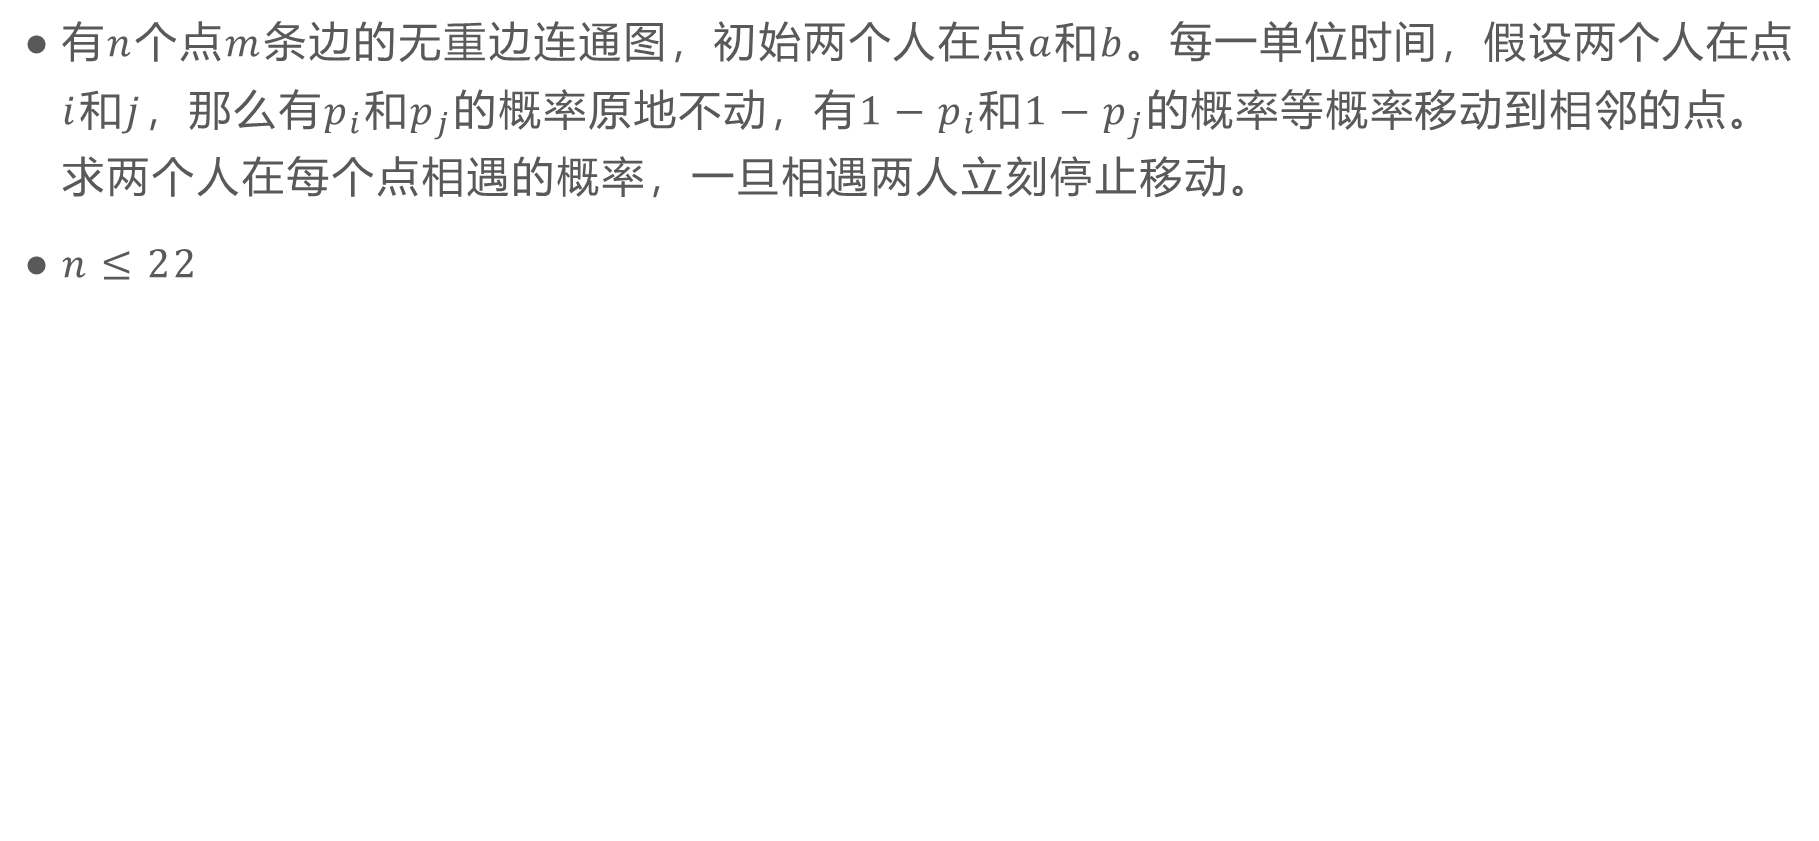 ● 有n个点m条边的无重边连通图，初始两个人在点a和b。每一单位时间，假设两个人在点
i和j，那么有p_i和p_j的概率原地不动，有1 − p_i和1 − p_j的概率等概率移动到相邻的点。
求两个人在每个点相遇的概率，一旦相遇两人立刻停止移动。
● n ≤ 22